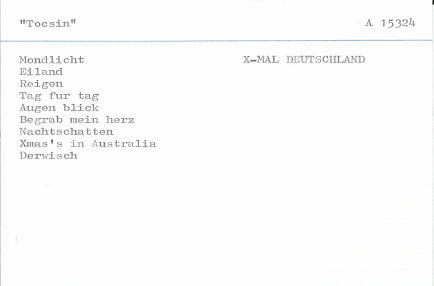 "Tocsin" A 15324
Mondlicht X-MAL DEUTSCHLAND
Eiland
Reigen
Tag fur tag
Augen blick
Begrab mein herz
Nachtschatten
Xmas's in Australia
Derwisch